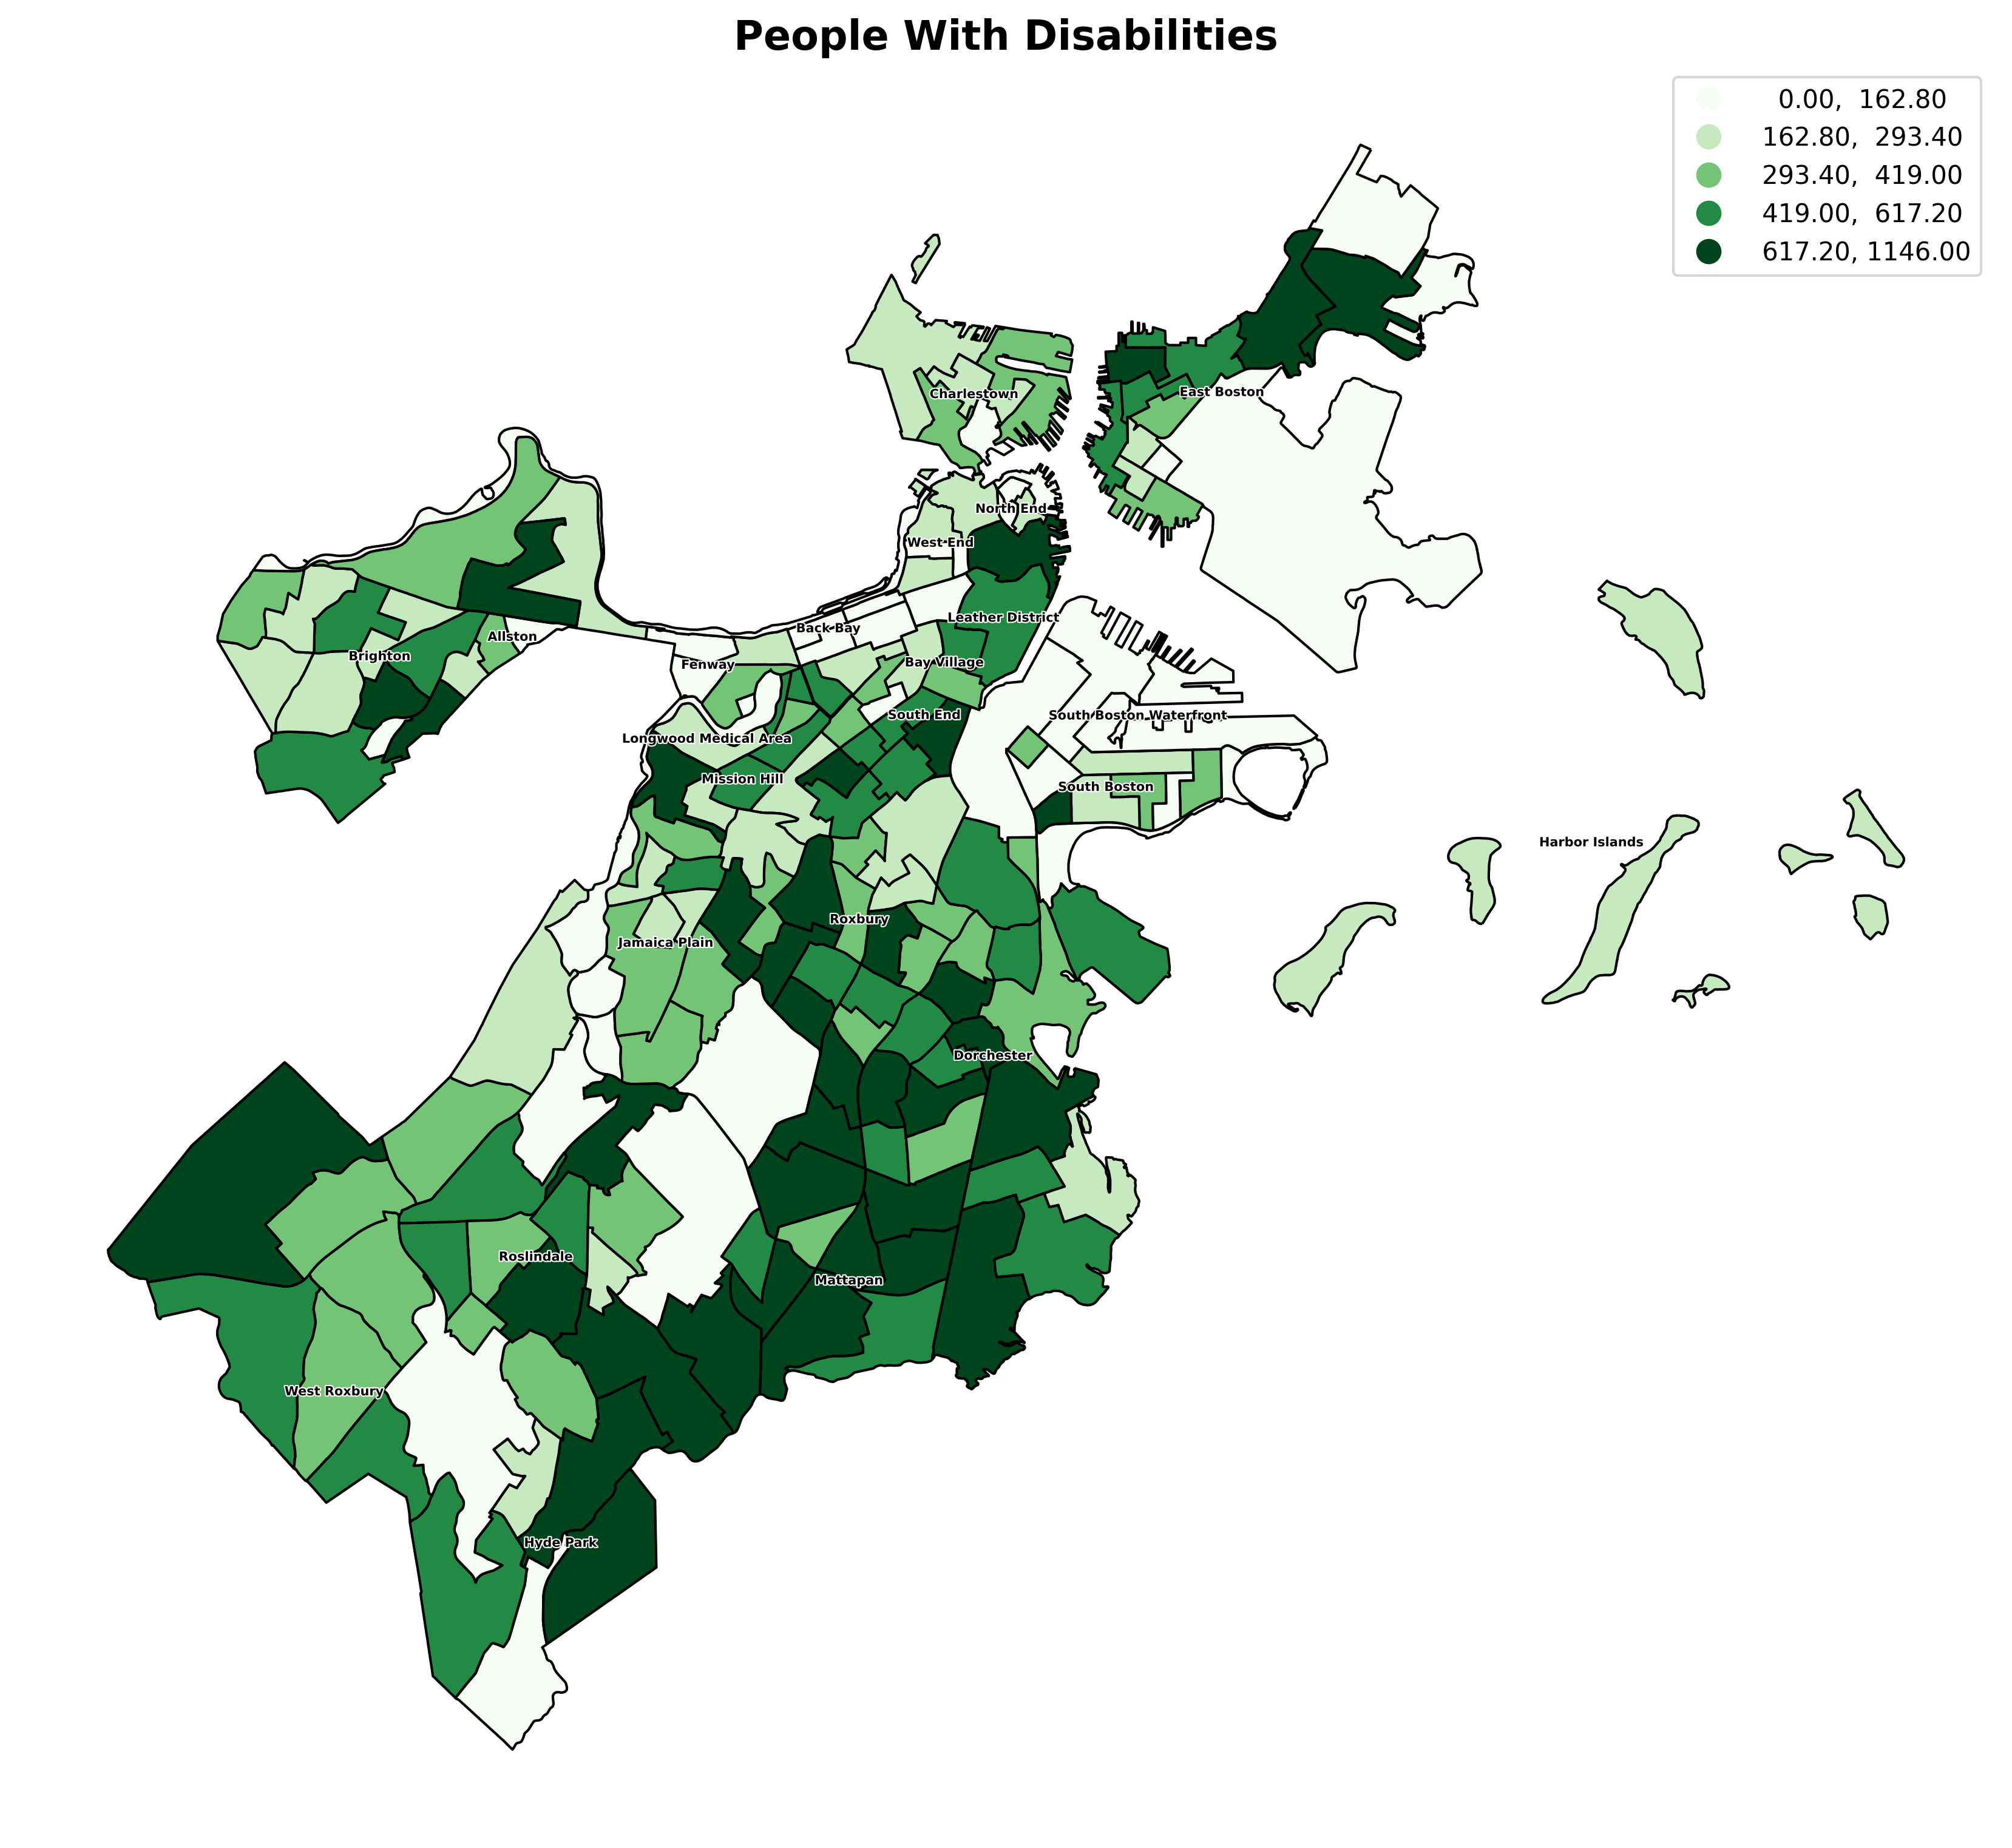 People With Disabilities
0.00, 162.80
162.80, 293.40
293.40, 419.00
419.00, 617.20
617.20, 1146.00
East Boston
Charlestown
North End
West End
Leather District
Back Bay
Allston
Brighton
Fenway
Bay Village
South End
South Boston Waterfront
Longwood Medical Area
Mission Hill
South Boston
Harbor Islands
Roxbury
Jamaica Plain
Dorchester
Roslindale
Mattapan
West Roxbury
Hyde Park